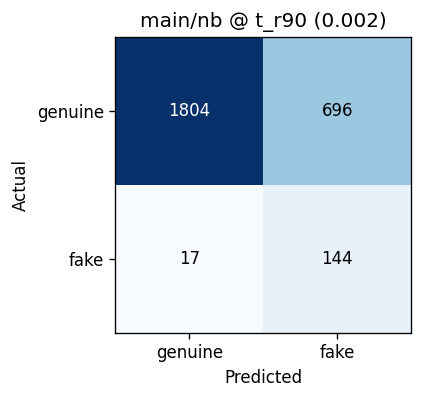 main/nb @ t_r90 (0.002)
Actual
genuine
1804
696
fake
17
144
genuine
fake
Predicted